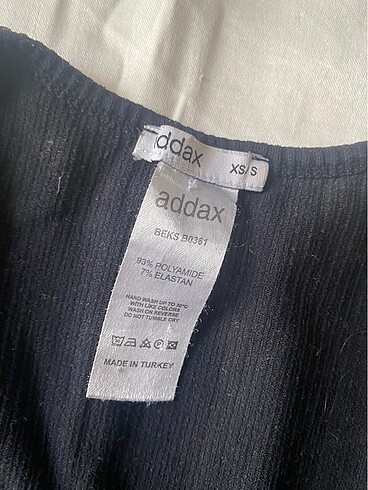 addax XS/S
addax
BEKS B0361
93% POLYAMIDE
7% ELASTAN
HAND WASH UP TO 30°C
WITH LIKE COLORS
WASH ON REVERSE
DO NOT TUMBLE DRY
MADE IN TURKEY